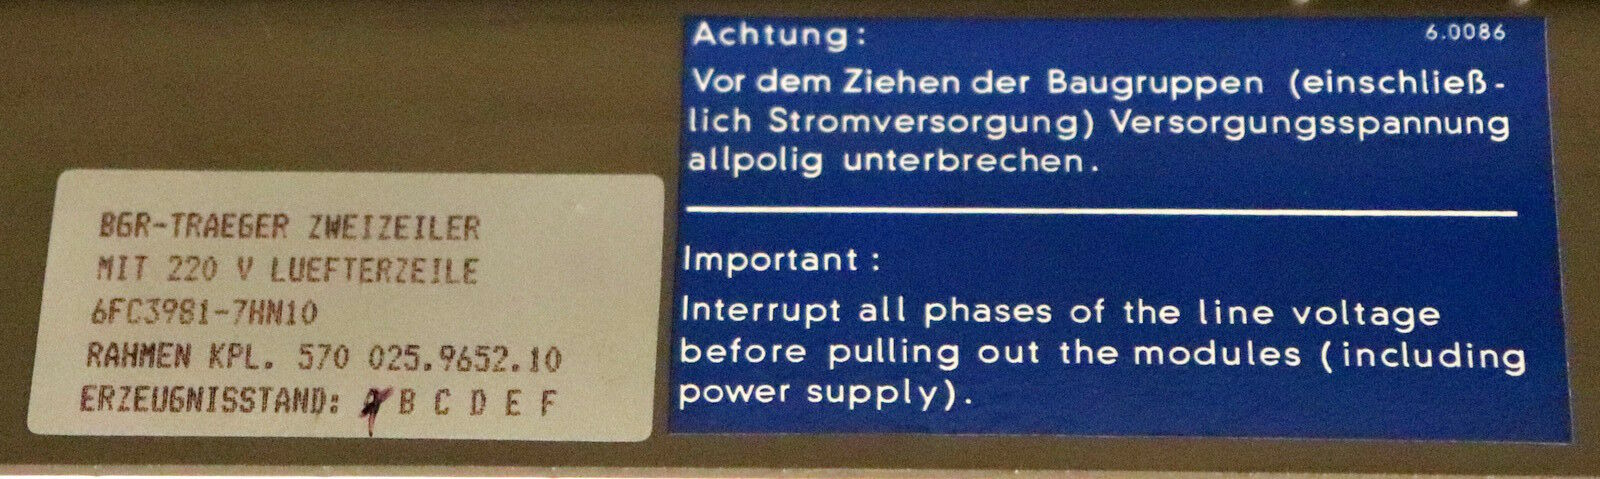 BGR-TRAEGER ZWEIZEILER
MIT 220 V LUEFTERZEILE
6FC3981-7HN10
RAHMEN KPL. 570 025.9652.10
ERZEUGNISSTAND: A B C D E F
Achtung: 6.0086
Vor dem Ziehen der Baugruppen (einschließ-
lich Stromversorgung) Versorgungsspannung
allpolig unterbrechen.
Important:
Interrupt all phases of the line voltage
before pulling out the modules (including
power supply).